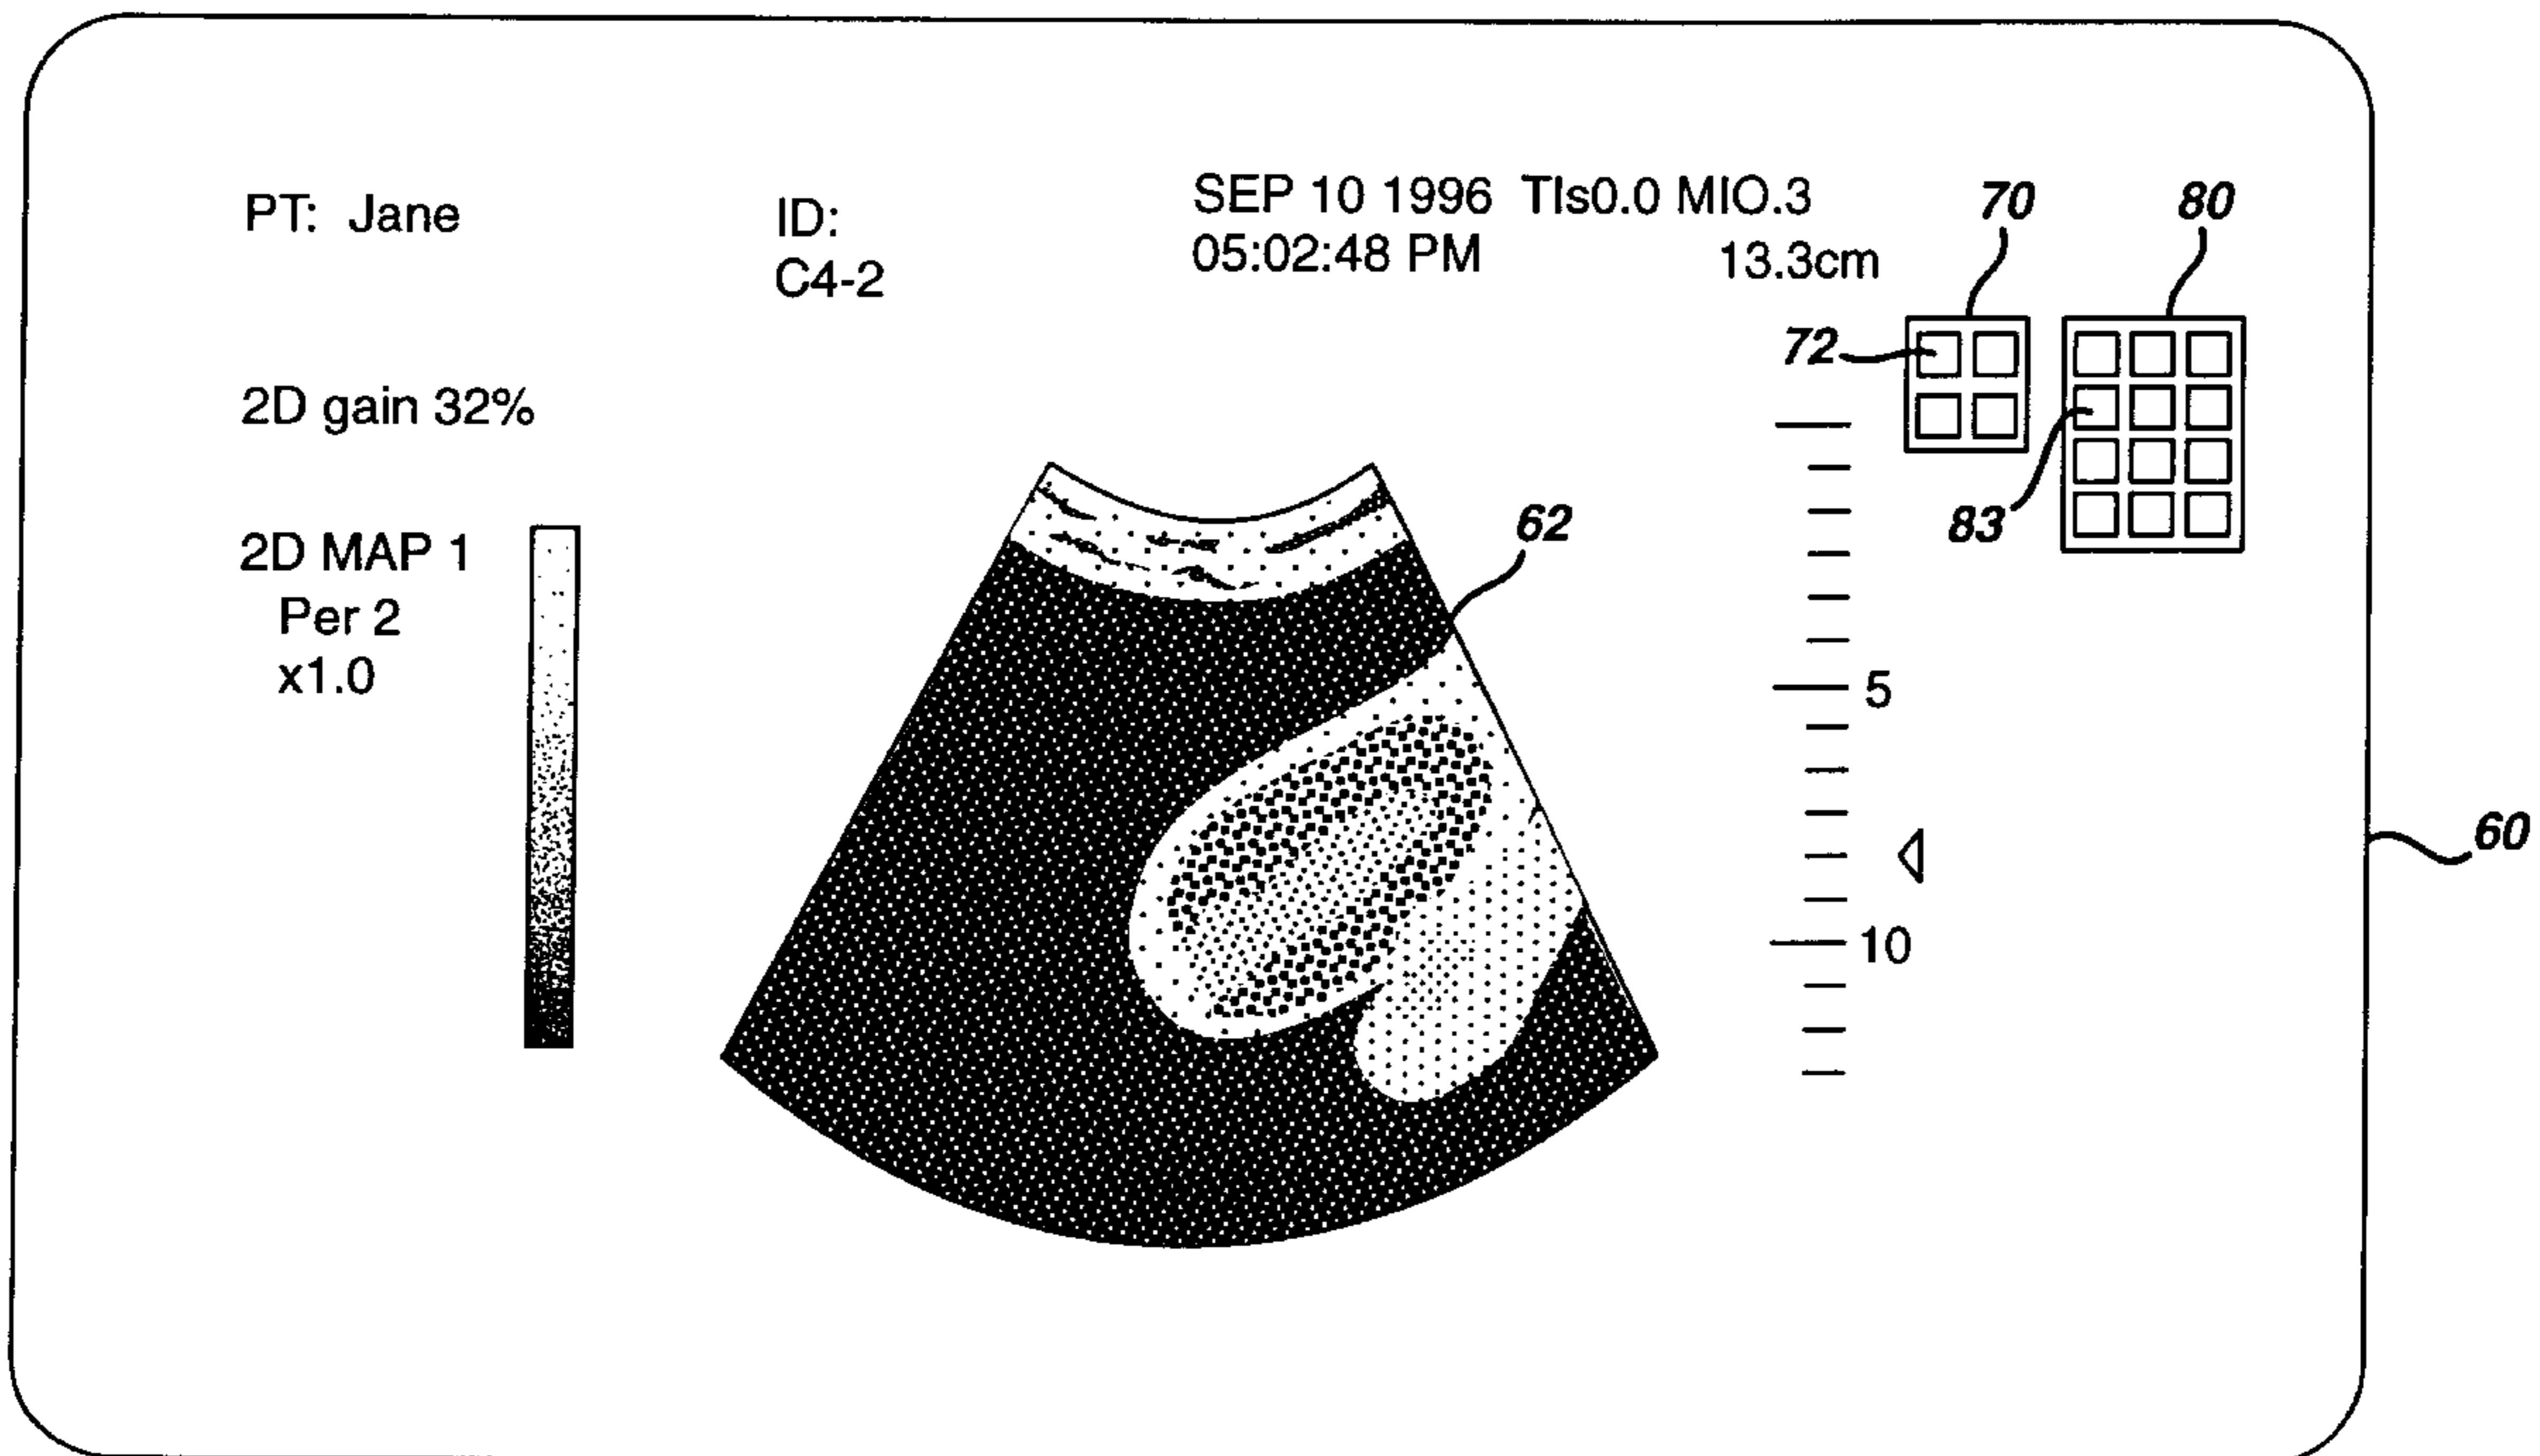 PT: Jane
ID:
C4-2
SEP 10 1996 TIs0.0 MIO.3
05:02:48 PM
13.3cm
70
80
72
83
2D gain 32%
2D MAP 1
Per 2
x1.0
62
5
10
60